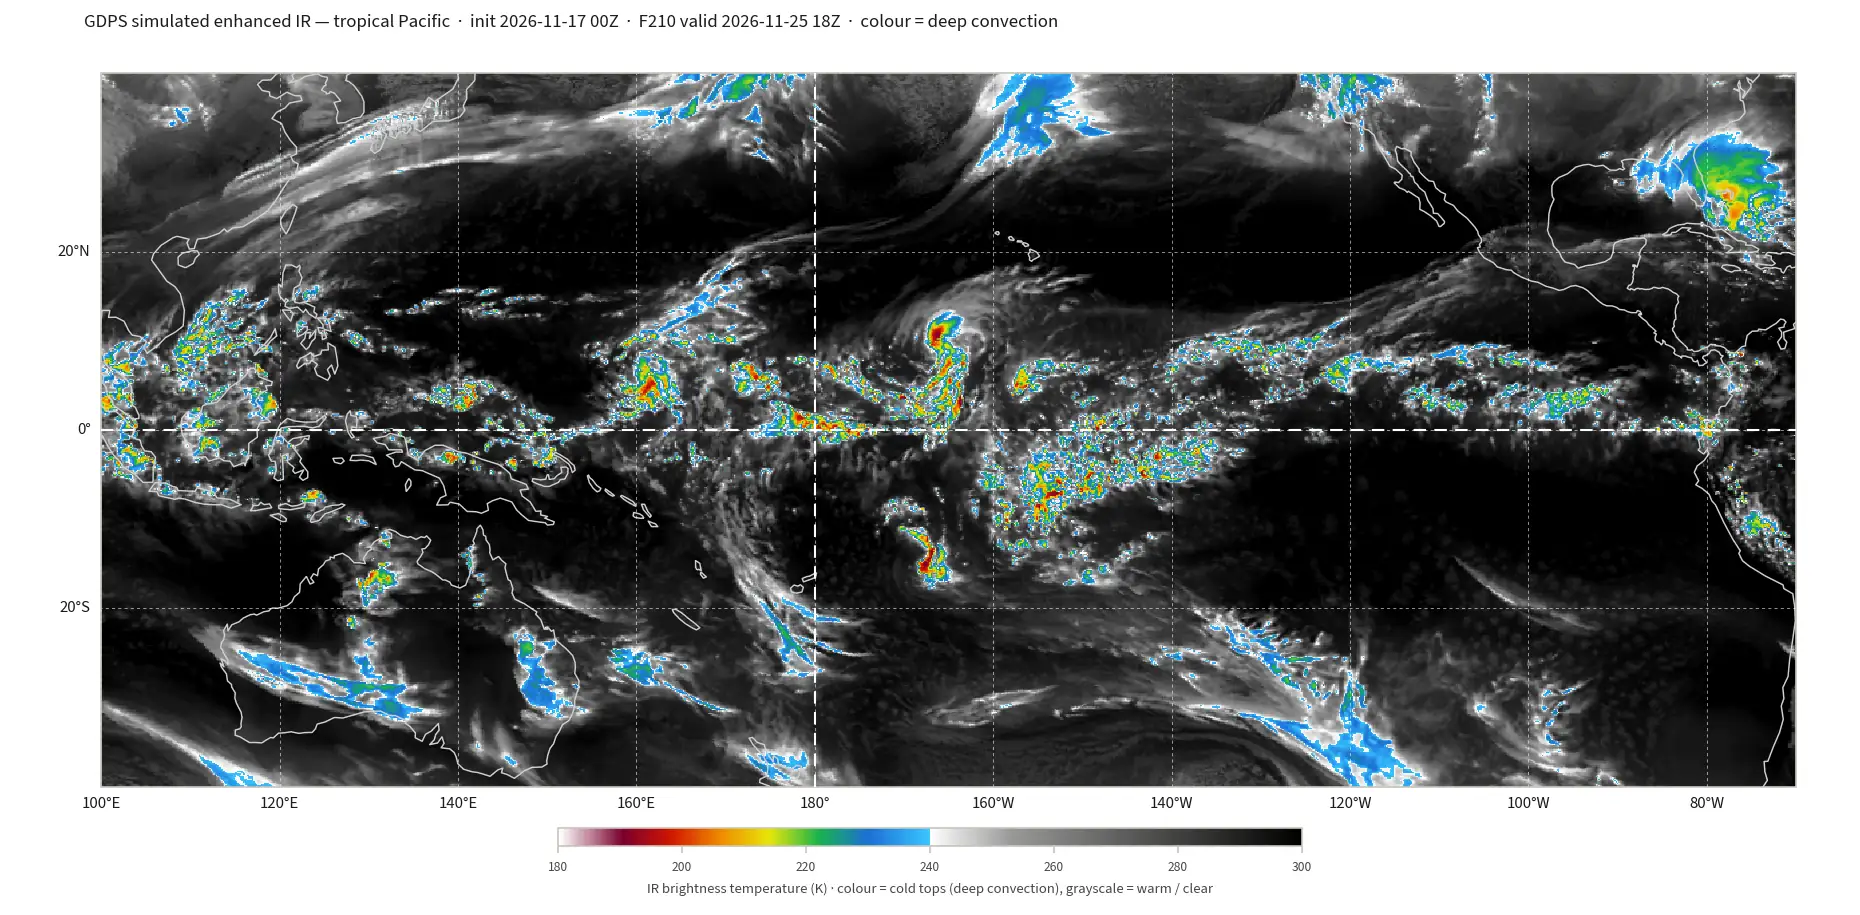 GDPS simulated enhanced IR — tropical Pacific · init 2026-11-17 00Z · F210 valid 2026-11-25 18Z · colour = deep convection
20°N
0°
20°S
100°E 120°E 140°E 160°E 180° 160°W 140°W 120°W 100°W 80°W
180 200 220 240 260 280 300
IR brightness temperature (K) · colour = cold tops (deep convection), grayscale = warm / clear